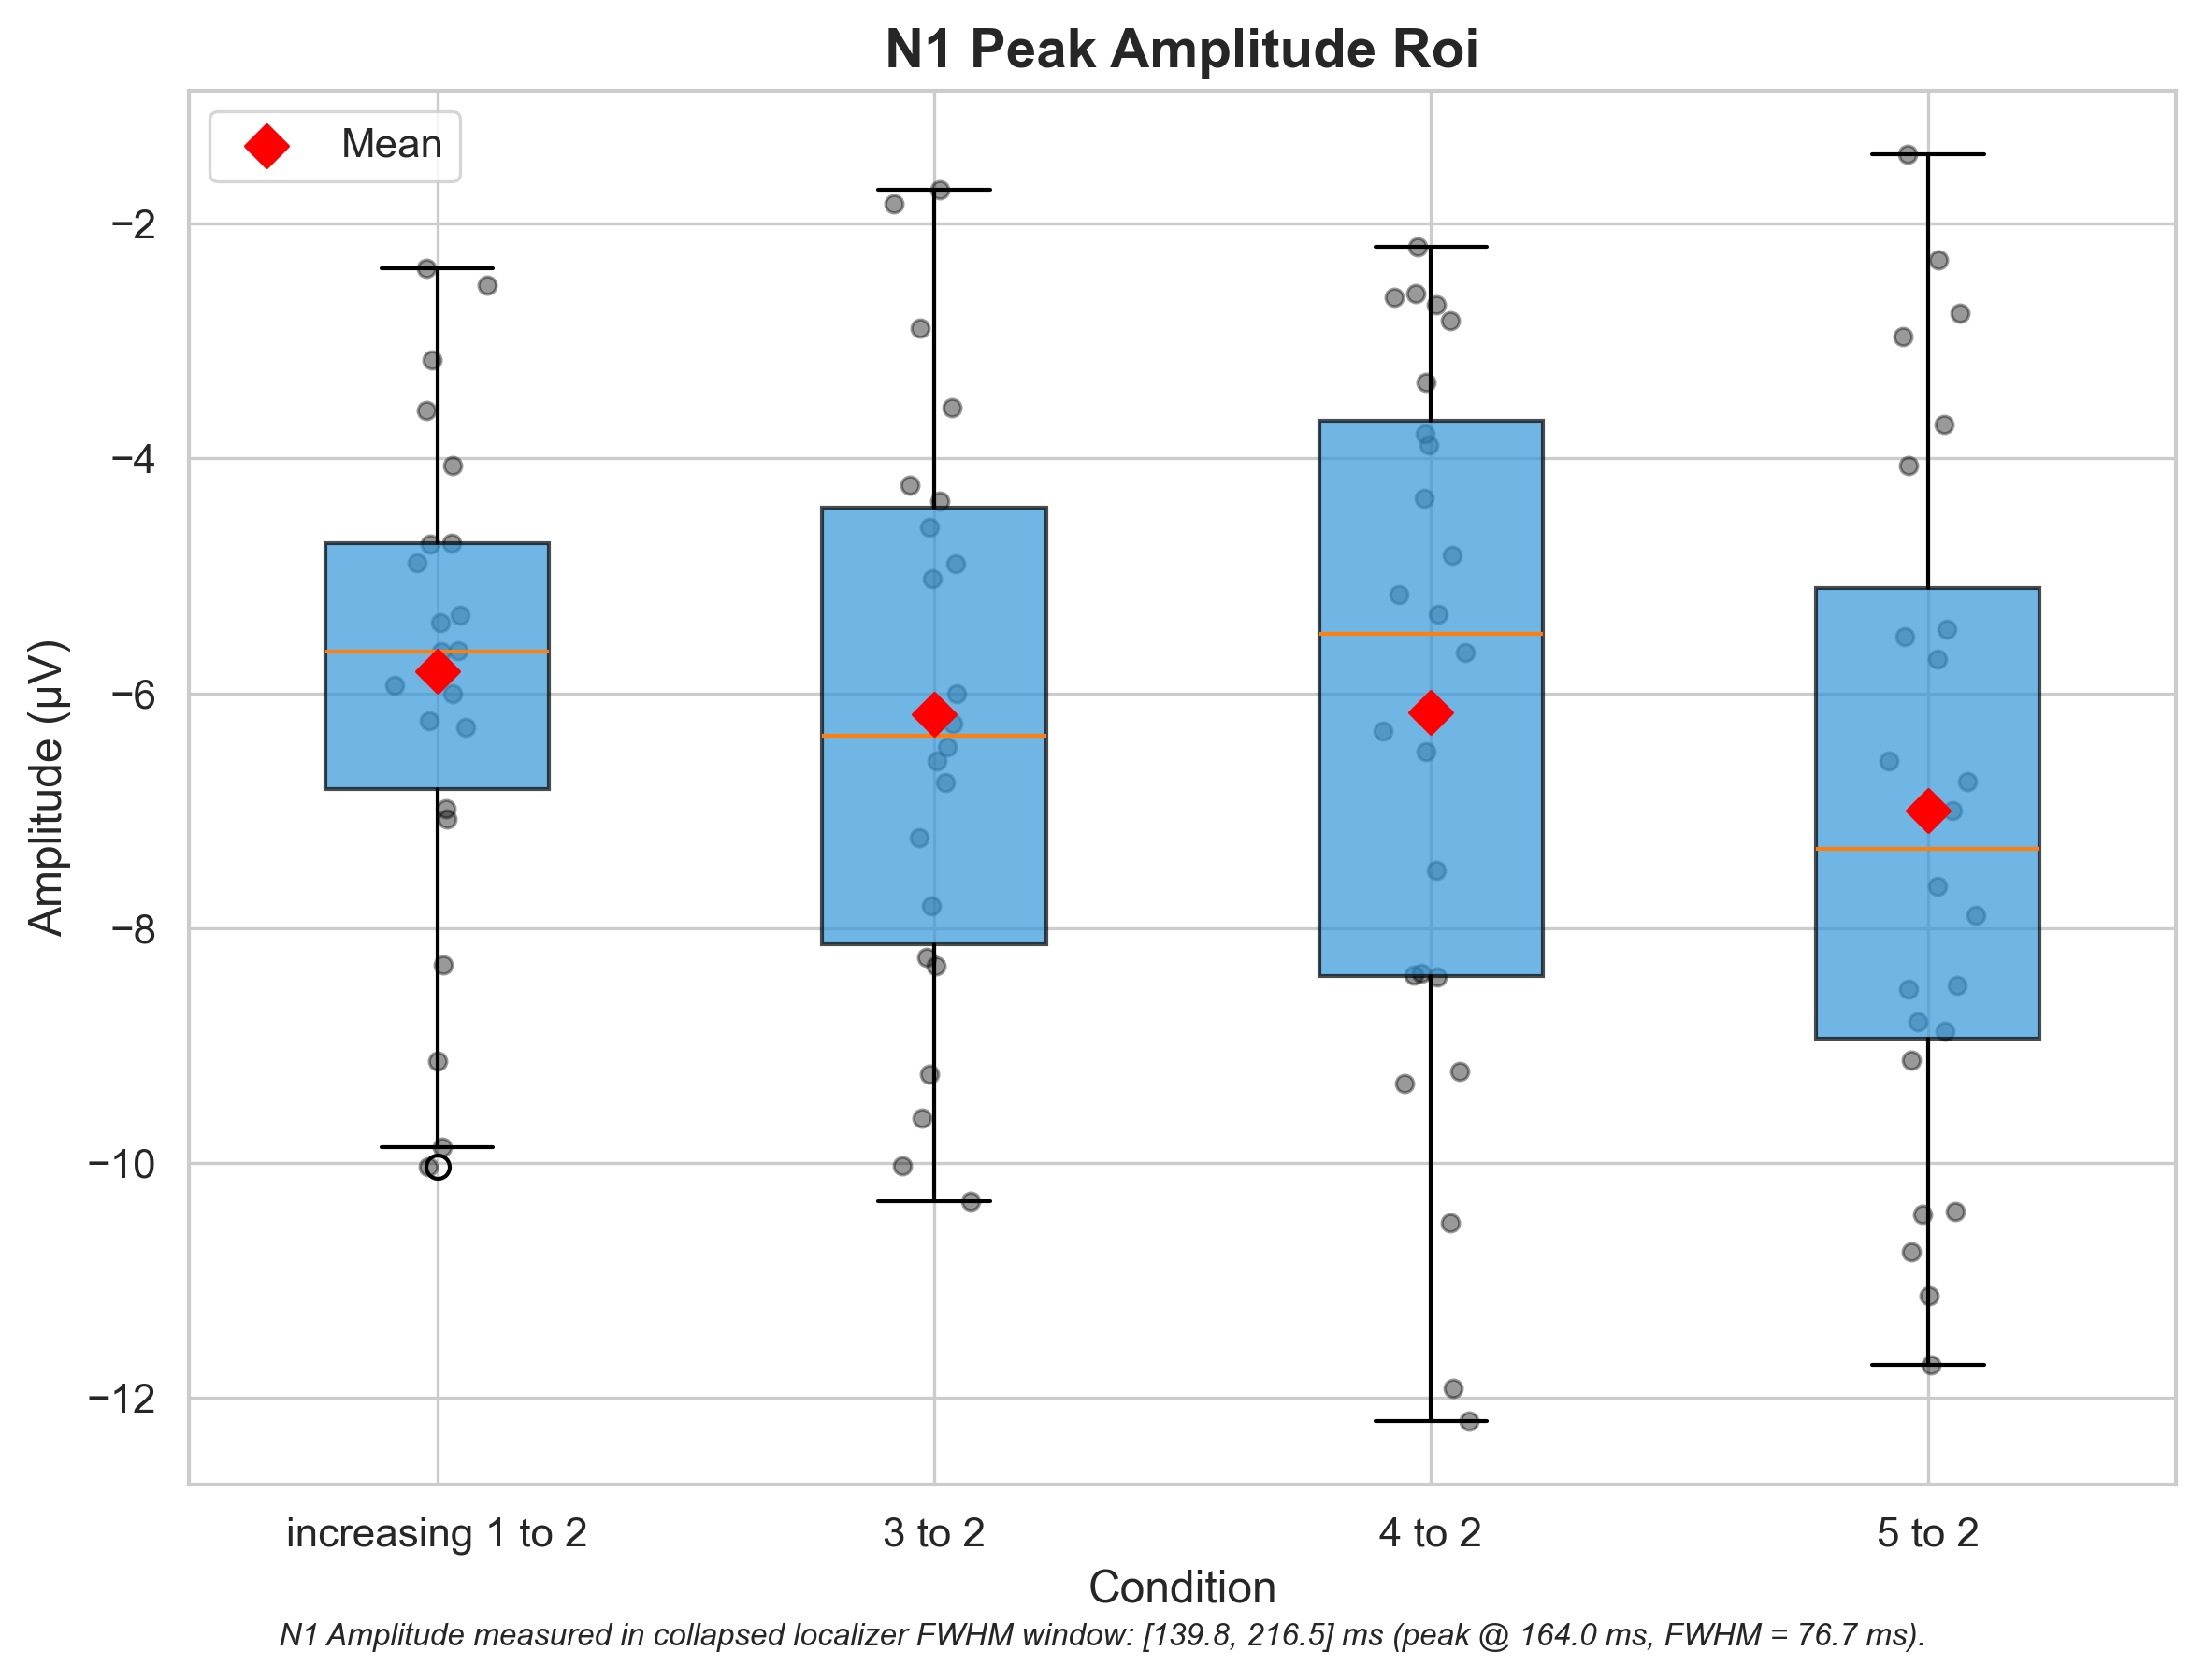 N1 Peak Amplitude Roi
Mean
Amplitude (µV)
−2
−4
−6
−8
−10
−12
increasing 1 to 2
3 to 2
4 to 2
5 to 2
Condition
N1 Amplitude measured in collapsed localizer FWHM window: [139.8, 216.5] ms (peak @ 164.0 ms, FWHM = 76.7 ms).